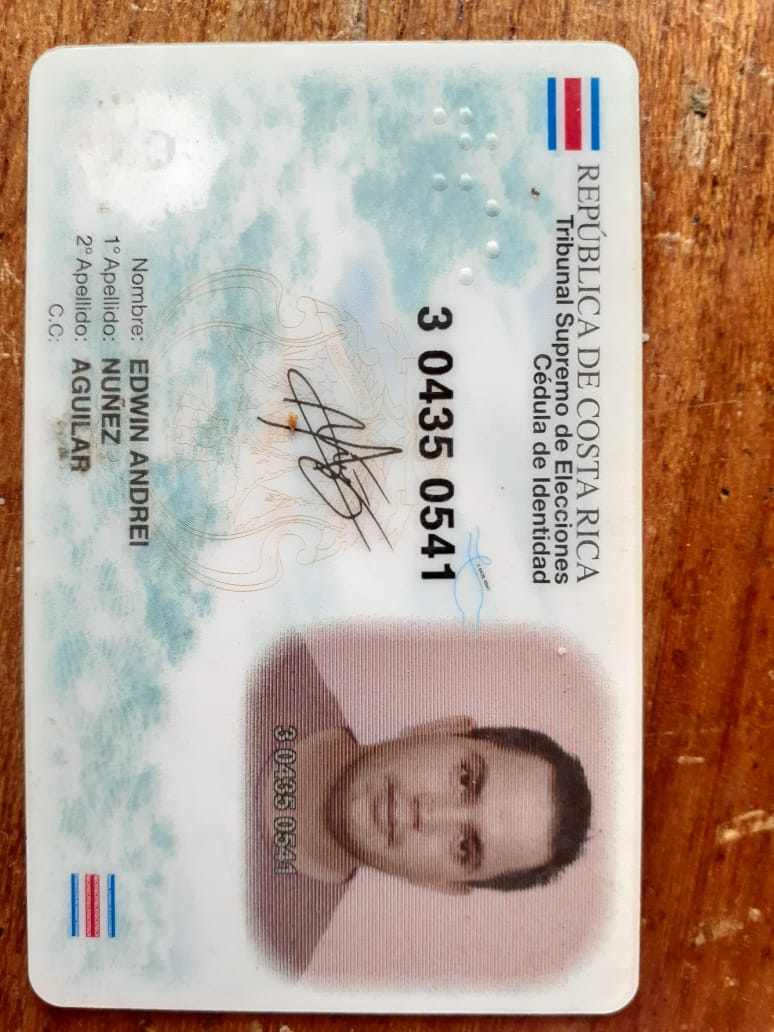 REPÚBLICA DE COSTA RICA
Tribunal Supremo de Elecciones
Cédula de Identidad
3 0435 0541
3 0435 0541
Nombre: EDWIN ANDREI
1° Apellido: NUÑEZ
2° Apellido: AGUILAR
C.C: